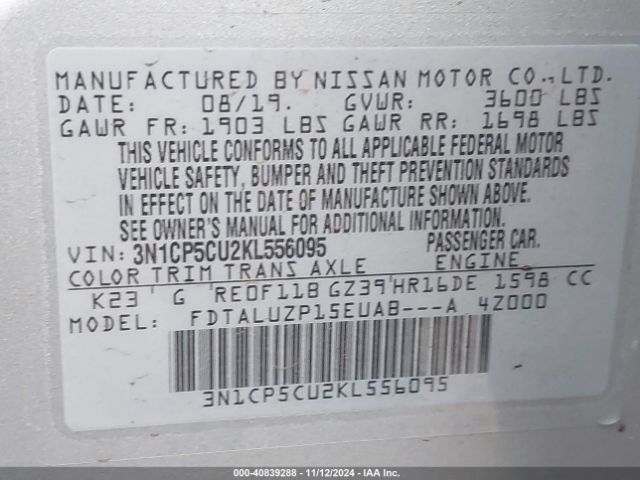 MANUFACTURED BY NISSAN MOTOR CO.,LTD.
DATE: 08/19. GVWR: 3600 LBS
GAWR FR: 1903 LBS GAWR RR: 1698 LBS
THIS VEHICLE CONFORMS TO ALL APPLICABLE FEDERAL MOTOR
VEHICLE SAFETY, BUMPER AND THEFT PREVENTION STANDARDS
IN EFFECT ON THE DATE OF MANUFACTURE SHOWN ABOVE.
SEE OWNER'S MANUAL FOR ADDITIONAL INFORMATION.
VIN: 3N1CP5CU2KL556095 PASSENGER CAR.
COLOR TRIM TRANS AXLE ENGINE
K23 ' G 'RE0F11B GZ39'HR16DE 1598 CC
MODEL: FDTALUZP15EUAB---A 4Z000
3N1CP5CU2KL556095
000-40839288 - 11/12/2024 - IAA Inc.